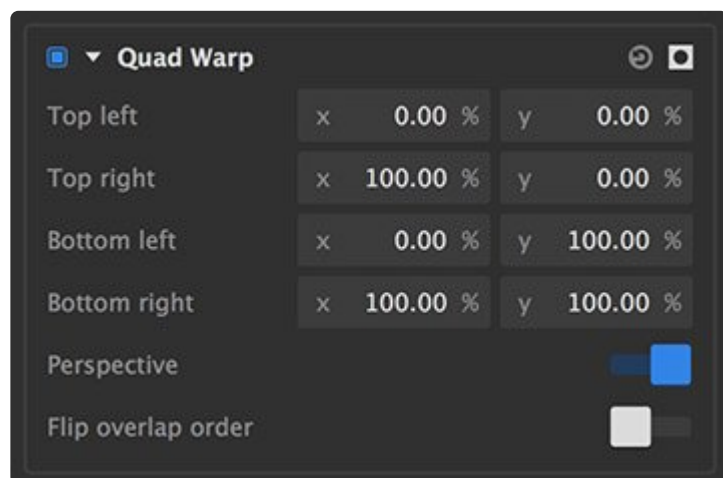 Quad Warp
Top left x 0.00 % y 0.00 %
Top right x 100.00 % y 0.00 %
Bottom left x 0.00 % y 100.00 %
Bottom right x 100.00 % y 100.00 %
Perspective
Flip overlap order